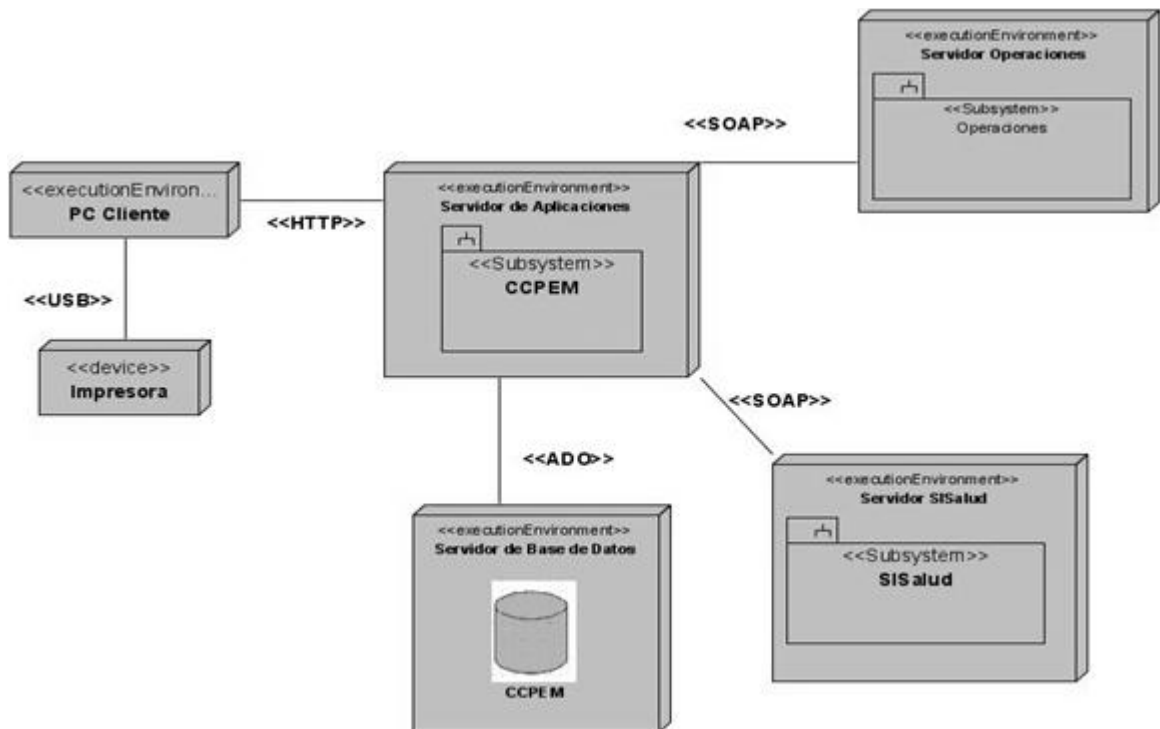 <<executionEnvironment>>
Servidor Operaciones
<<Subsystem>>
Operaciones
<<SOAP>>
<<executionEnviron...
PC Cliente
<<HTTP>>
<<executionEnvironment>>
Servidor de Aplicaciones
<<Subsystem>>
CCPEM
<<USB>>
<<device>>
Impresora
<<SOAP>>
<<ADO>>
<<executionEnvironment>>
Servidor SISalud
<<Subsystem>>
SISalud
<<executionEnvironment>>
Servidor de Base de Datos
CCPEM